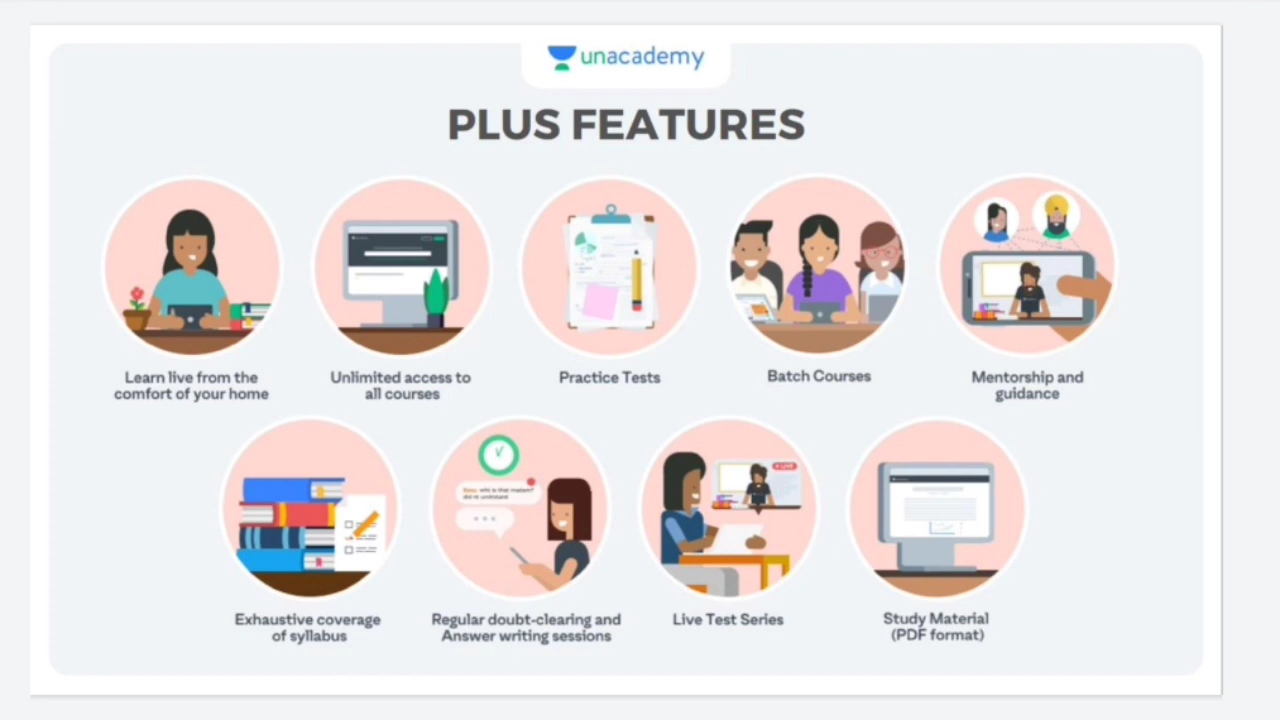 unacademy
PLUS FEATURES
Learn live from the
comfort of your home
Unlimited access to
all courses
Practice Tests
Batch Courses
Mentorship and
guidance
LIVE
Exhaustive coverage
of syllabus
Regular doubt-clearing and
Answer writing sessions
Live Test Series
Study Material
(PDF format)